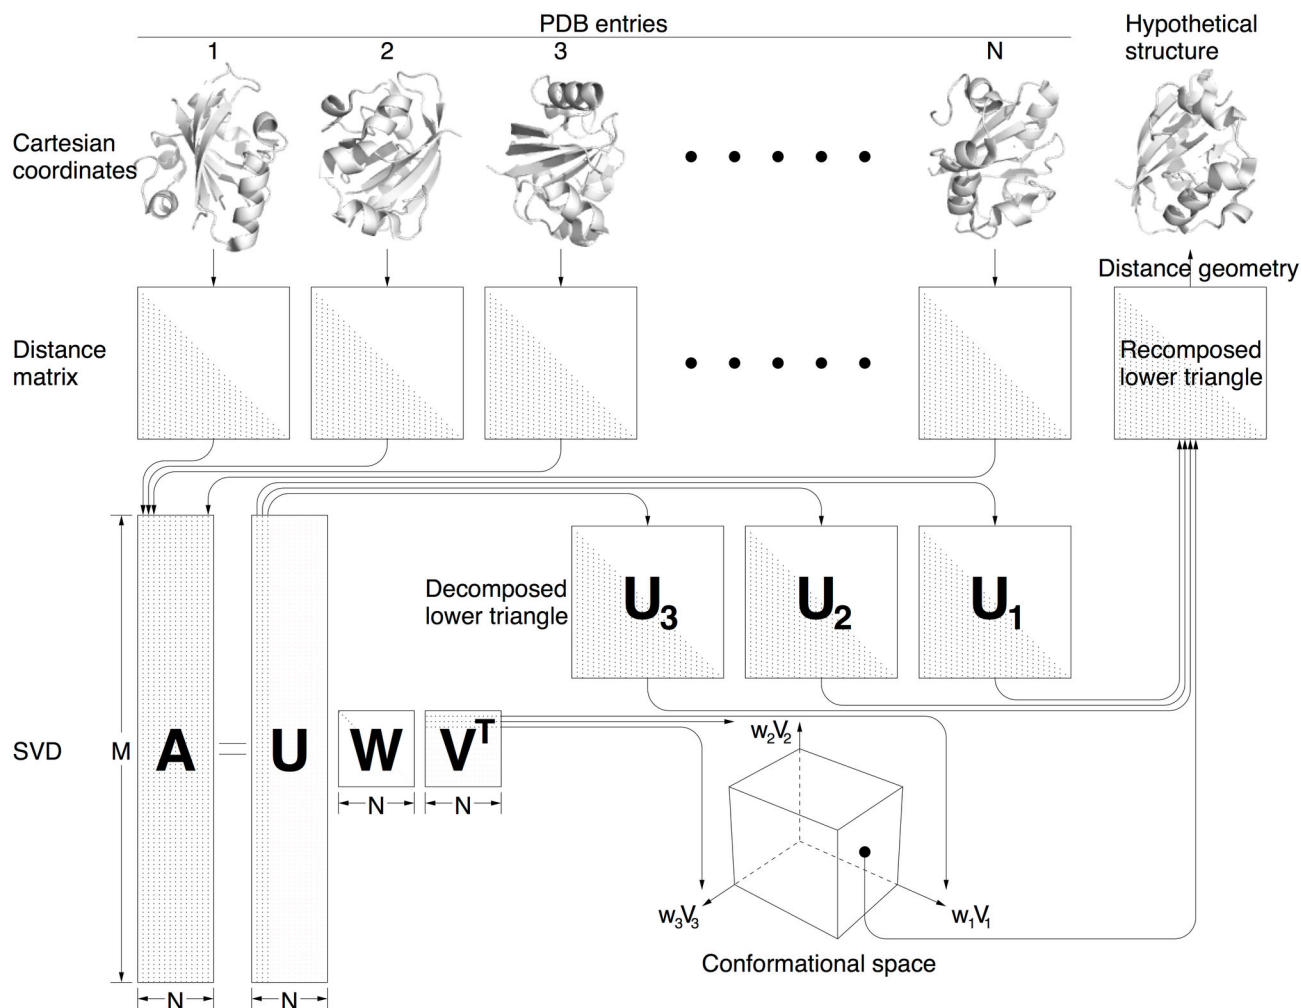 PDB entries
Hypothetical
structure
1
2
3
N
Cartesian
coordinates
Distance geometry
Distance
matrix
Recomposed
lower triangle
Decomposed
lower triangle
U3
U2
U1
SVD
M
A
=
U
W
VT
N
N
w2V2
w3V3
w1V1
Conformational space
N
N